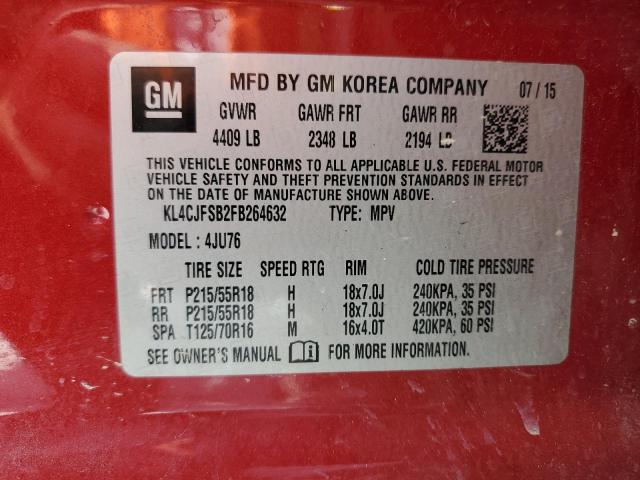 GM MFD BY GM KOREA COMPANY 07 / 15
GVWR GAWR FRT GAWR RR
4409 LB 2348 LB 2194 LB
THIS VEHICLE CONFORMS TO ALL APPLICABLE U.S. FEDERAL MOTOR
VEHICLE SAFETY AND THEFT PREVENTION STANDARDS IN EFFECT
ON THE DATE OF MANUFACTURE SHOWN ABOVE.
KL4CJFSB2FB264632 TYPE: MPV
MODEL: 4JU76
TIRE SIZE SPEED RTG RIM COLD TIRE PRESSURE
FRT P215/55R18 H 18x7.0J 240KPA, 35 PSI
RR P215/55R18 H 18x7.0J 240KPA, 35 PSI
SPA T125/70R16 M 16x4.0T 420KPA, 60 PSI
SEE OWNER'S MANUAL FOR MORE INFORMATION.